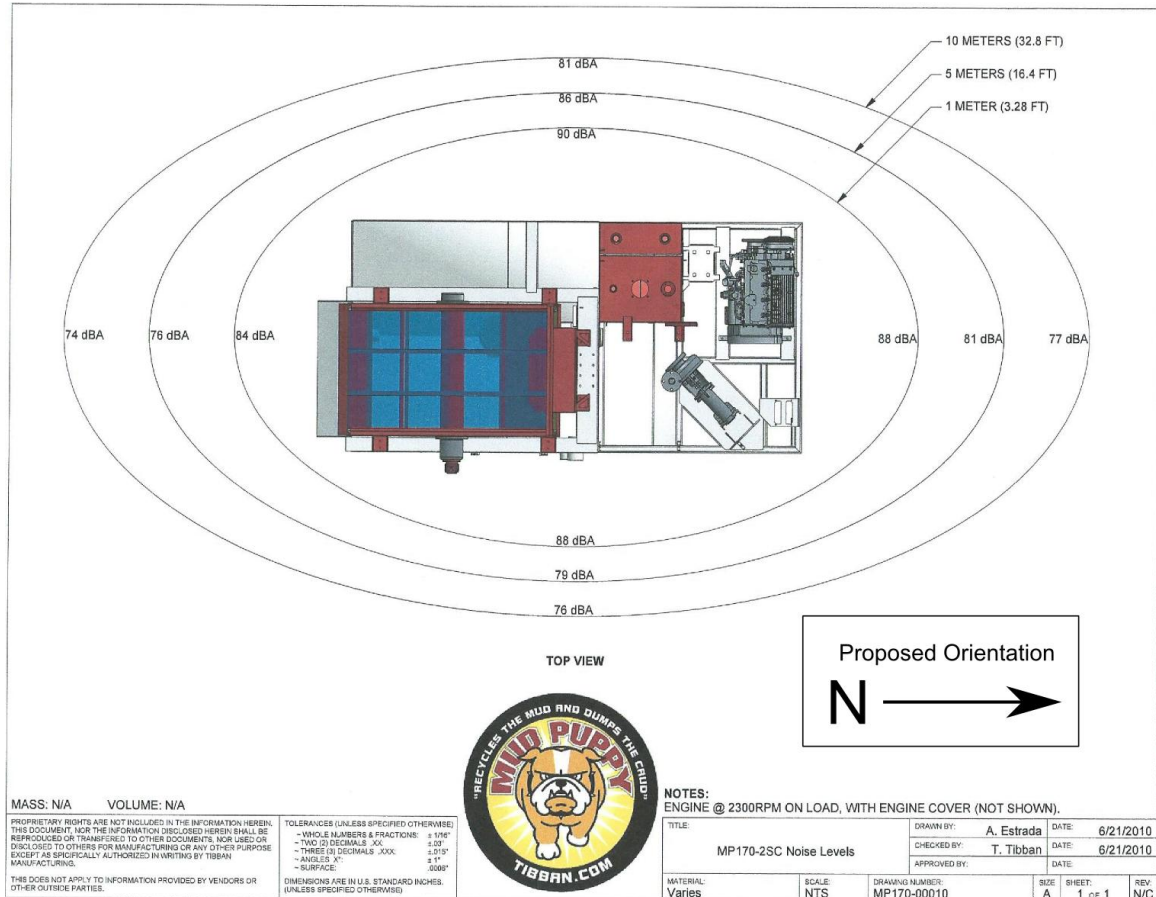 10 METERS (32.8 FT)
81 dBA
5 METERS (16.4 FT)
86 dBA
1 METER (3.28 FT)
90 dBA
74 dBA 76 dBA 84 dBA 88 dBA 81 dBA 77 dBA
88 dBA
79 dBA
76 dBA
TOP VIEW
Proposed Orientation
N
"RECYCLES THE MUD AND DUMPS THE CRUD"
MUD PUPPY
TIBBAN.COM
MASS: N/A VOLUME: N/A
PROPRIETARY RIGHTS ARE NOT INCLUDED IN THE INFORMATION HEREIN.
THIS DOCUMENT, NOR THE INFORMATION DISCLOSED HEREIN SHALL BE
REPRODUCED OR TRANSFERED TO OTHER DOCUMENTS, NOR USED OR
DISCLOSED TO OTHERS FOR MANUFACTURING OR ANY OTHER PURPOSE
EXCEPT AS SPECIFICALLY AUTHORIZED IN WRITING BY TIBBAN
MANUFACTURING.
THIS DOES NOT APPLY TO INFORMATION PROVIDED BY VENDORS OR
OTHER OUTSIDE PARTIES.
TOLERANCES (UNLESS SPECIFIED OTHERWISE)
~ WHOLE NUMBERS & FRACTIONS: ± 1/16"
~ TWO (2) DECIMALS .XX: ±.03"
~ THREE (3) DECIMALS .XXX: ±.015"
~ ANGLES X°: ± 1°
~ SURFACE: .0006"
DIMENSIONS ARE IN U.S. STANDARD INCHES.
(UNLESS SPECIFIED OTHERWISE)
NOTES:
ENGINE @ 2300RPM ON LOAD, WITH ENGINE COVER (NOT SHOWN).
TITLE:
MP170-2SC Noise Levels
DRAWN BY: A. Estrada DATE: 6/21/2010
CHECKED BY: T. Tibban DATE: 6/21/2010
APPROVED BY: DATE:
MATERIAL: SCALE: DRAWING NUMBER: SIZE SHEET: REV:
Varies NTS MP170-00010 A 1 OF 1 N/C